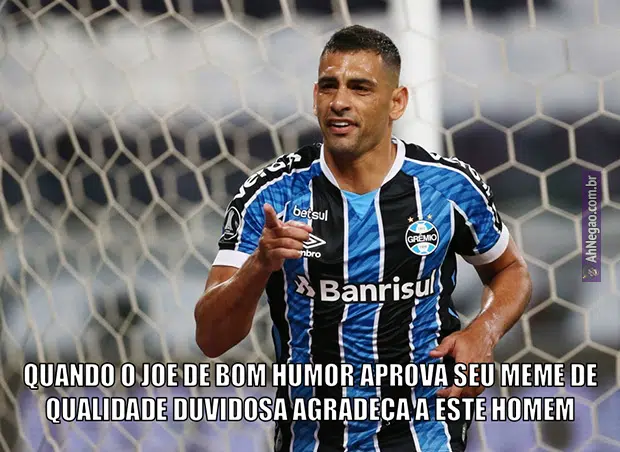 betsul
umbro
GRÊMIO
Banrisul
AhNegao.com.br
QUANDO O JOE DE BOM HUMOR APROVA SEU MEME DE
QUALIDADE DUVIDOSA AGRADECA A ESTE HOMEM